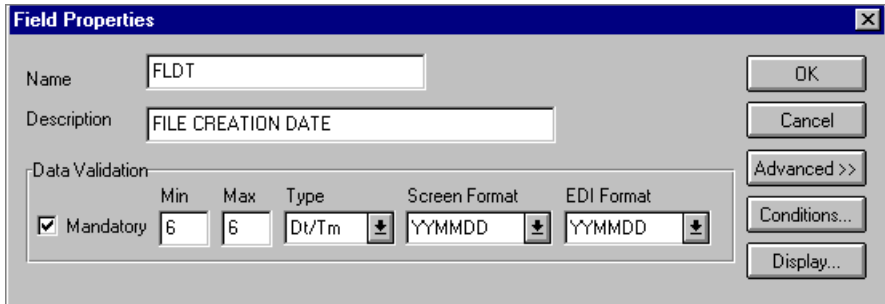 Field Properties
Name FLDT OK
Description FILE CREATION DATE Cancel
Data Validation Advanced >>
Min Max Type Screen Format EDI Format
Mandatory 6 6 Dt/Tm YYMMDD YYMMDD Conditions...
Display...